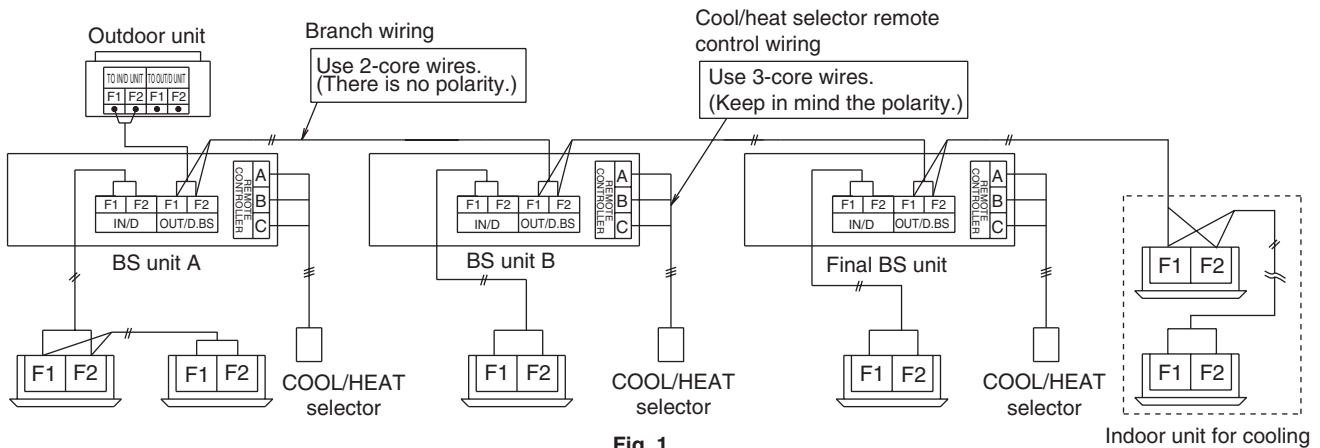 Outdoor unit
Branch wiring
Cool/heat selector remote
control wiring
Use 2-core wires.
(There is no polarity.)
Use 3-core wires.
(Keep in mind the polarity.)
TO IN/D UNIT TO OUT/D UNIT
F1 F2 F1 F2
F1 F2 F1 F2
IN/D OUT/D.BS
REMOTE
CONTROLLER
A
B
C
BS unit A
F1 F2 F1 F2
IN/D OUT/D.BS
REMOTE
CONTROLLER
A
B
C
BS unit B
F1 F2 F1 F2
IN/D OUT/D.BS
REMOTE
CONTROLLER
A
B
C
Final BS unit
F1 F2
F1 F2
F1 F2
COOL/HEAT
selector
F1 F2
COOL/HEAT
selector
F1 F2
COOL/HEAT
selector
F1 F2
Indoor unit for cooling
Fig. 1